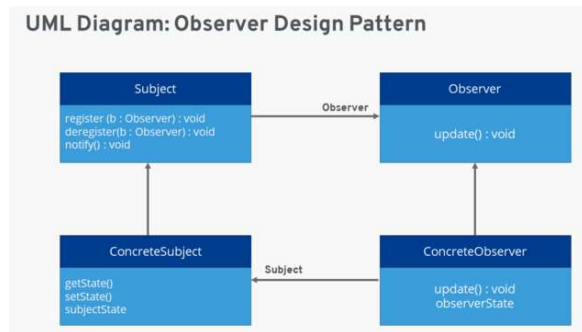 UML Diagram: Observer Design Pattern
Subject
register (b : Observer) : void
deregister(b : Observer) : void
notify() : void
Observer
Observer
update() : void
ConcreteSubject
getState()
setState()
subjectState
Subject
ConcreteObserver
update() : void
observerState